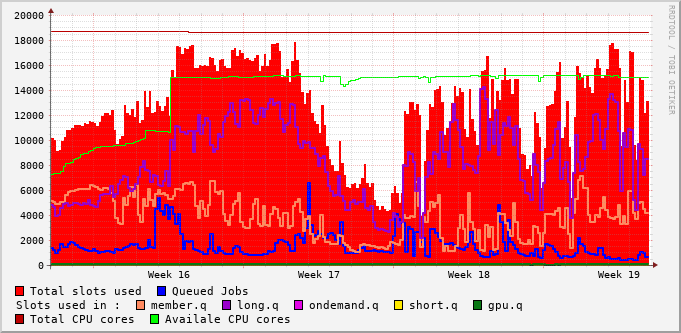 20000
18000
16000
14000
12000
10000
8000
6000
4000
2000
0
Week 16 Week 17 Week 18 Week 19
RRDTOOL / TOBI OETIKER
Total slots used Queued Jobs
Slots used in : member.q long.q ondemand.q short.q gpu.q
Total CPU cores Availale CPU cores